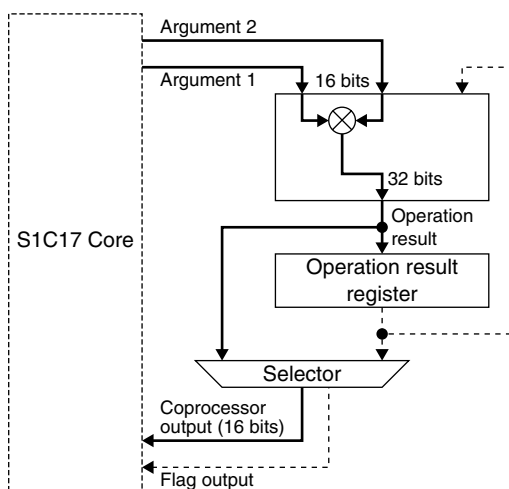 Argument 2
Argument 1
16 bits
32 bits
S1C17 Core
Operation
result
Operation result
register
Selector
Coprocessor
output (16 bits)
Flag output